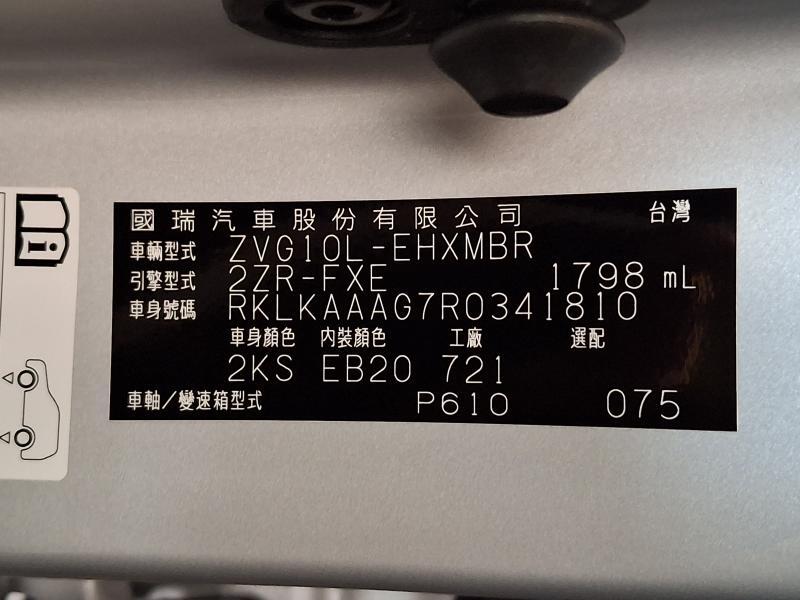 國瑞汽車股份有限公司 台灣
車輛型式 ZVG10L-EHXMBR
引擎型式 2ZR-FXE 1798 mL
車身號碼 RKLKAAAG7R0341810
車身顏色 內裝顏色 工廠 選配
2KS EB20 721
車軸/變速箱型式 P610 075